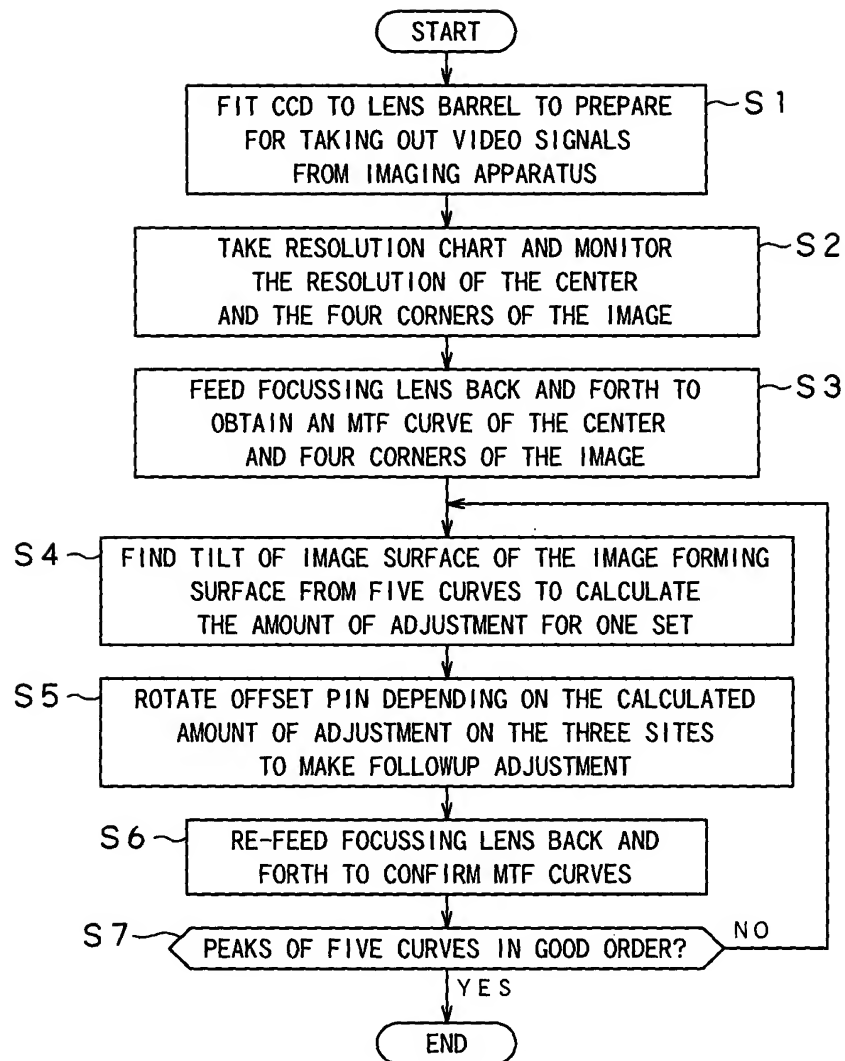 START
FIT CCD TO LENS BARREL TO PREPARE
FOR TAKING OUT VIDEO SIGNALS
FROM IMAGING APPARATUS
S1
TAKE RESOLUTION CHART AND MONITOR
THE RESOLUTION OF THE CENTER
AND THE FOUR CORNERS OF THE IMAGE
S2
FEED FOCUSSING LENS BACK AND FORTH TO
OBTAIN AN MTF CURVE OF THE CENTER
AND FOUR CORNERS OF THE IMAGE
S3
S4
FIND TILT OF IMAGE SURFACE OF THE IMAGE FORMING
SURFACE FROM FIVE CURVES TO CALCULATE
THE AMOUNT OF ADJUSTMENT FOR ONE SET
S5
ROTATE OFFSET PIN DEPENDING ON THE CALCULATED
AMOUNT OF ADJUSTMENT ON THE THREE SITES
TO MAKE FOLLOWUP ADJUSTMENT
S6
RE-FEED FOCUSSING LENS BACK AND
FORTH TO CONFIRM MTF CURVES
S7
PEAKS OF FIVE CURVES IN GOOD ORDER?
NO
YES
END